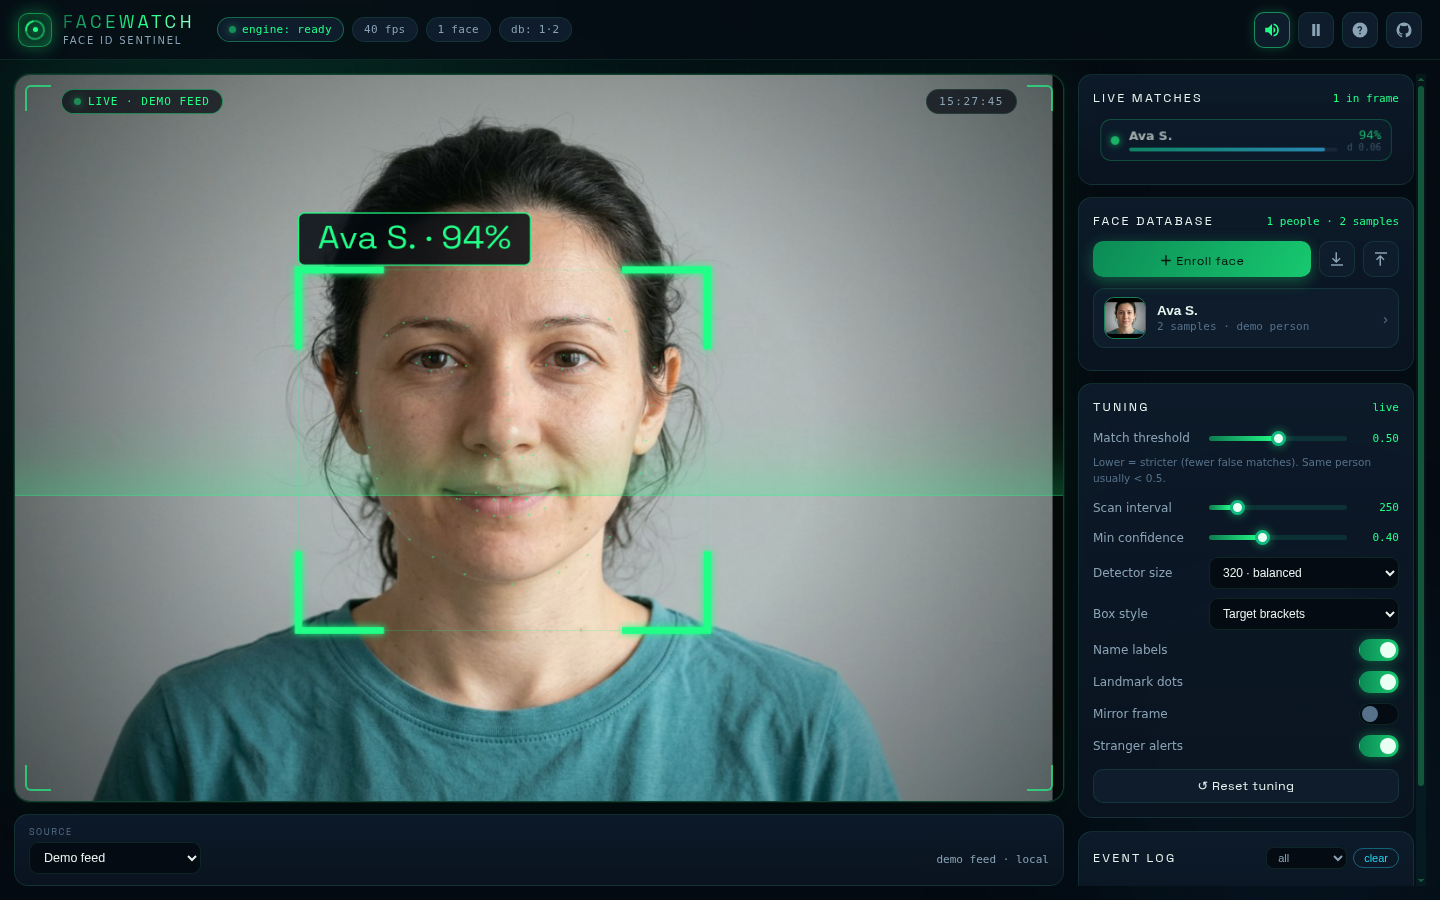 FACEWATCH
FACE ID SENTINEL
engine: ready
40 fps
1 face
db: 1·2
LIVE · DEMO FEED
15:27:45
Ava S. · 94%
SOURCE
Demo feed
demo feed · local
LIVE MATCHES
1 in frame
Ava S.
94%
d 0.06
FACE DATABASE
1 people · 2 samples
+ Enroll face
Ava S.
2 samples · demo person
TUNING
live
Match threshold
0.50
Lower = stricter (fewer false matches). Same person
usually < 0.5.
Scan interval
250
Min confidence
0.40
Detector size
320 · balanced
Box style
Target brackets
Name labels
Landmark dots
Mirror frame
Stranger alerts
↺ Reset tuning
EVENT LOG
all
clear